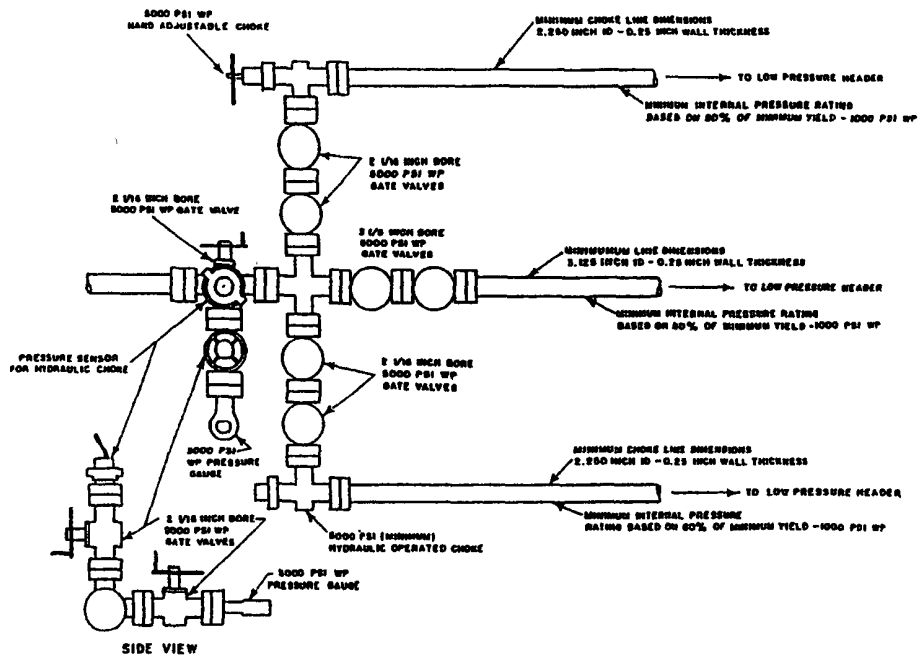 5000 PSI WP
HAND ADJUSTABLE CHOKE
MINIMUM CHOKE LINE DIMENSIONS
2.250 INCH ID - 0.25 INCH WALL THICKNESS
TO LOW PRESSURE HEADER
MINIMUM INTERNAL PRESSURE RATING
BASED ON 80% OF MINIMUM YIELD - 1000 PSI WP
2 1/16 INCH BORE
5000 PSI WP
GATE VALVES
2 1/16 INCH BORE
5000 PSI WP GATE VALVE
3 1/8 INCH BORE
5000 PSI WP
GATE VALVES
MINIMUMUM LINE DIMENSIONS
3.125 INCH ID - 0.25 INCH WALL THICKNESS
TO LOW PRESSURE HEADER
MINIMUM INTERNAL PRESSURE RATING
BASED ON 80% OF MINIMUM YIELD - 1000 PSI WP
PRESSURE SENSOR
FOR HYDRAULIC CHOKE
2 1/16 INCH BORE
5000 PSI WP
GATE VALVES
5000 PSI
WP PRESSURE
GAUGE
MINIMUM CHOKE LINE DIMENSIONS
2.250 INCH ID - 0.25 INCH WALL THICKNESS
TO LOW PRESSURE HEADER
MINIMUM INTERNAL PRESSURE
RATING BASED ON 80% OF MINIMUM YIELD - 1000 PSI WP
2 1/16 INCH BORE
5000 PSI WP
GATE VALVES
5000 PSI (MINIMUM)
HYDRAULIC OPERATED CHOKE
5000 PSI WP
PRESSURE GAUGE
SIDE VIEW